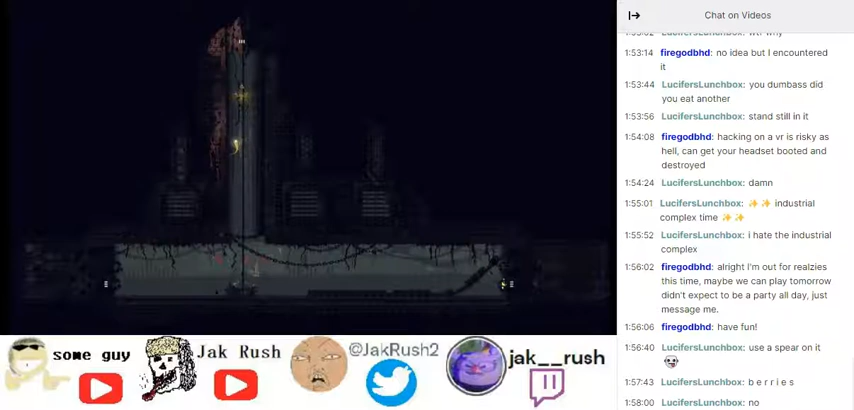 Chat on Videos
1:53:14 firegodbhd: no idea but I encountered
it
1:53:44 LucifersLunchbox: you dumbass did
you eat another
1:53:56 LucifersLunchbox: stand still in it
1:54:08 firegodbhd: hacking on a vr is risky as
hell, can get your headset booted and
destroyed
1:54:24 LucifersLunchbox: damn
1:55:01 LucifersLunchbox: ✨ ✨ industrial
complex time ✨ ✨
1:55:52 LucifersLunchbox: i hate the industrial
complex
1:56:02 firegodbhd: alright I'm out for realzies
this time, maybe we can play tomorrow
didn't expect to be a party all day, just
message me.
1:56:06 firegodbhd: have fun!
1:56:40 LucifersLunchbox: use a spear on it
1:57:43 LucifersLunchbox: b e r r i e s
1:58:00 LucifersLunchbox: no
some guy
Jak Rush
@JakRush2
jak__rush